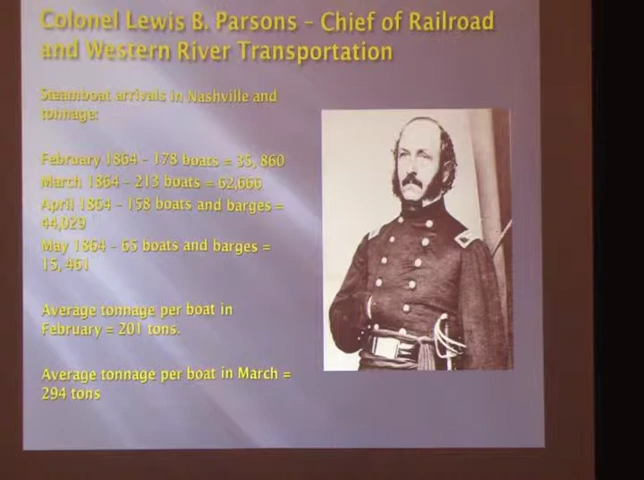 Colonel Lewis B. Parsons – Chief of Railroad
and Western River Transportation
Steamboat arrivals in Nashville and
tonnage:
February 1864 – 178 boats = 35, 860
March 1864 – 213 boats = 62,666
April 1864 – 158 boats and barges =
44,029
May 1864 – 65 boats and barges =
15, 461
Average tonnage per boat in
February = 201 tons.
Average tonnage per boat in March =
294 tons